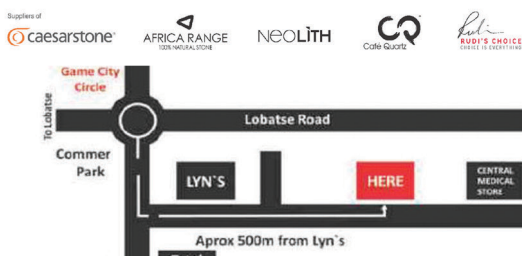 Suppliers of
caesarstone
AFRICA RANGE
100% NATURAL STONE
NEOLITH
CQ
Café Quartz
Rudi
RUDI'S CHOICE
CHOICE IS EVERYTHING
Game City
Circle
To Lobatse
Lobatse Road
Commer
Park
LYN`S
HERE
CENTRAL
MEDICAL
STORE
Aprox 500m from Lyn`s